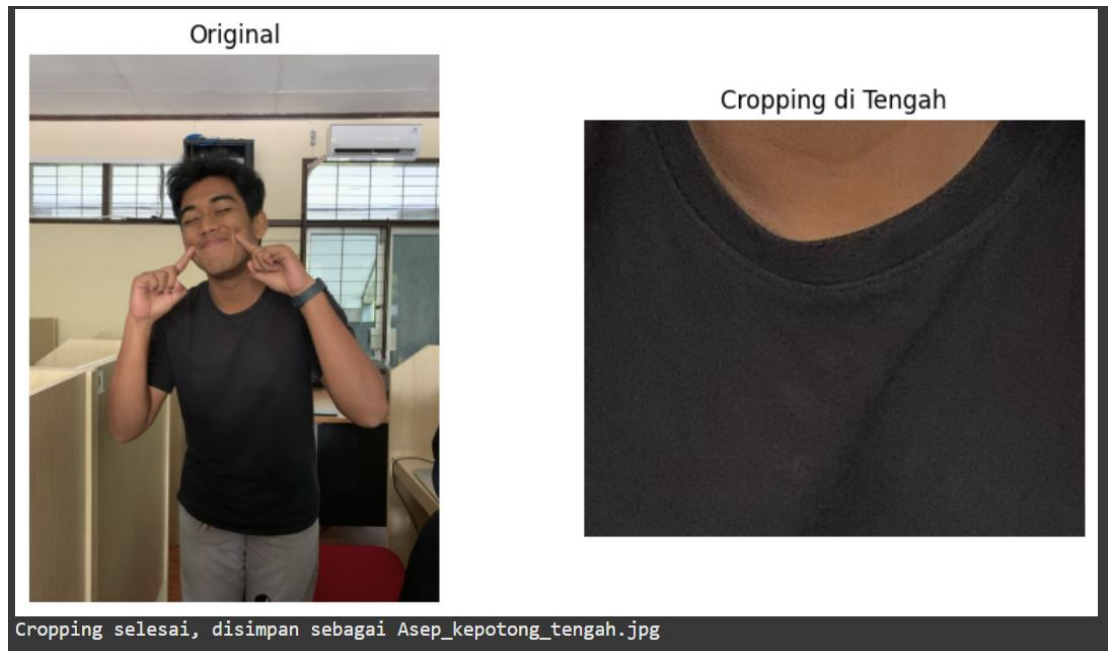 Original
Cropping di Tengah
Cropping selesai, disimpan sebagai Asep_kepotong_tengah.jpg